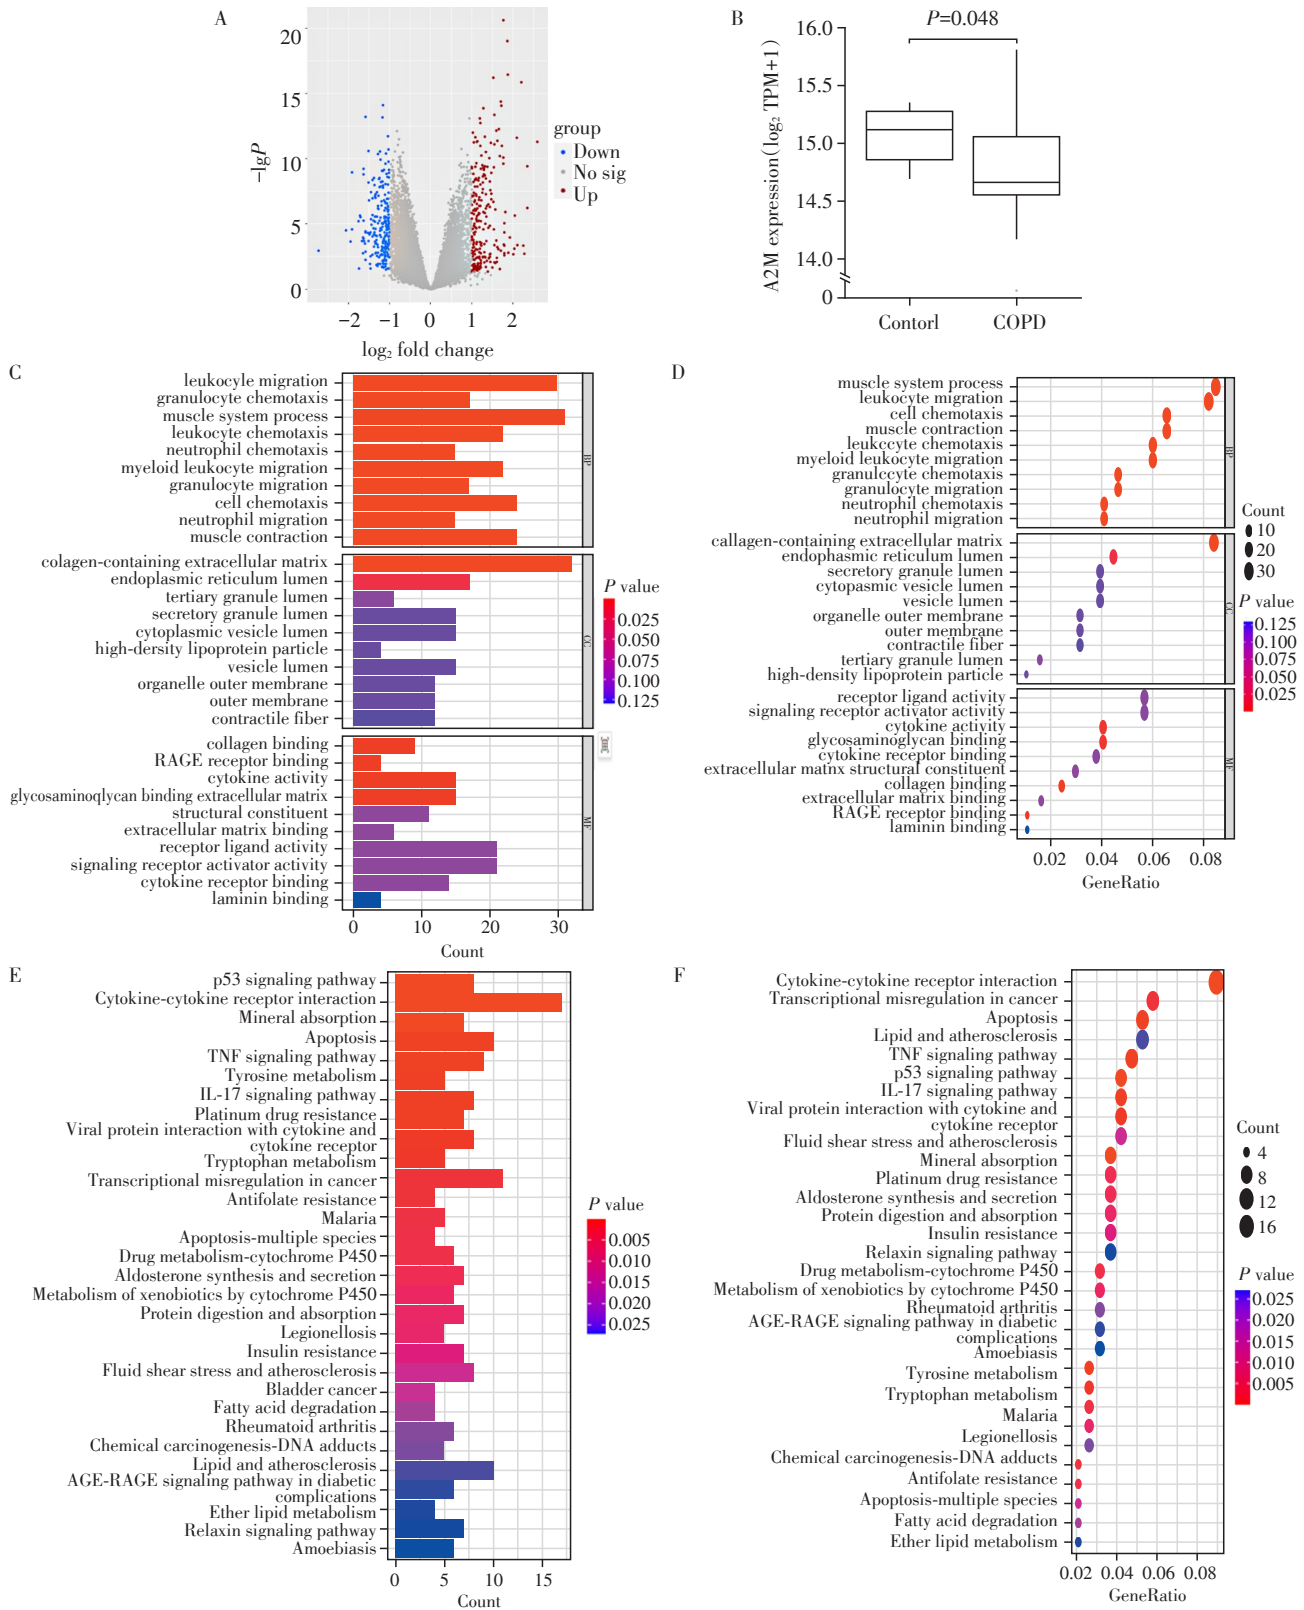 A
20
15
10
5
0
−lgP
−2 −1 0 1 2
log₂ fold change
group
Down
No sig
Up
B
P=0.048
16.0
15.5
15.0
14.5
14.0
0
A2M expression(log₂ TPM+1)
Contorl COPD
C
leukocyle migration
granulocyte chemotaxis
muscle system process
leukocyte chemotaxis
neutrophil chemotaxis
myeloid leukocyte migration
granulocyte migration
cell chemotaxis
neutrophil migration
muscle contraction
BP
colagen-containing extracellular matrix
endoplasmic reticulum lumen
tertiary granule lumen
secretory granule lumen
cytoplasmic vesicle lumen
high-density lipoprotein particle
vesicle lumen
organelle outer membrane
outer membrane
contractile fiber
CC
collagen binding
RAGE receptor binding
cytokine activity
glycosaminoqlycan binding extracellular matrix
structural constituent
extracellular matrix binding
receptor ligand activity
signaling receptor activator activity
cytokine receptor binding
laminin binding
MF
0 10 20 30
Count
P value
0.025
0.050
0.075
0.100
0.125
D
muscle system process
leukocyte migration
cell chemotaxis
muscle contraction
leukccyte chemotaxis
myeloid leukocyte migration
granulccyte chemotaxis
granulocyte migration
neutrophil chemotaxis
neutrophil migration
BP
callagen-containing extracellular matrix
endophasmic reticulum lumen
secretory granule lumen
cytopasmic vesicle lumen
vesicle lumen
organelle outer membrane
outer membrane
contractile fiber
tertiary granule lumen
high-density lipoprotein particle
CC
receptor ligand activity
signaling receptor activator activity
cytokine activity
glycosaminoglycan binding
cytokine receptor binding
extracellular matnx structural constituent
collagen binding
extracellular matrix binding
RAGE receptor binding
laminin binding
MF
0.02 0.04 0.06 0.08
GeneRatio
Count
10
20
30
P value
0.125
0.100
0.075
0.050
0.025
E
p53 signaling pathway
Cytokine-cytokine receptor interaction
Mineral absorption
Apoptosis
TNF signaling pathway
Tyrosine metabolism
IL-17 signaling pathway
Platinum drug resistance
Viral protein interaction with cytokine and
cytokine receptor
Tryptophan metabolism
Transcriptional misregulation in cancer
Antifolate resistance
Malaria
Apoptosis-multiple species
Drug metabolism-cytochrome P450
Aldosterone synthesis and secretion
Metabolism of xenobiotics by cytochrome P450
Protein digestion and absorption
Legionellosis
Insulin resistance
Fluid shear stress and atherosclerosis
Bladder cancer
Fatty acid degradation
Rheumatoid arthritis
Chemical carcinogenesis-DNA adducts
Lipid and atherosclerosis
AGE-RAGE signaling pathway in diabetic
complications
Ether lipid metabolism
Relaxin signaling pathway
Amoebiasis
0 5 10 15
Count
P value
0.005
0.010
0.015
0.020
0.025
F
Cytokine-cytokine receptor interaction
Transcriptional misregulation in cancer
Apoptosis
Lipid and atherosclerosis
TNF signaling pathway
p53 signaling pathway
IL-17 signaling pathway
Viral protein interaction with cytokine and
cytokine receptor
Fluid shear stress and atherosclerosis
Mineral absorption
Platinum drug resistance
Aldosterone synthesis and secretion
Protein digestion and absorption
Insulin resistance
Relaxin signaling pathway
Drug metabolism-cytochrome P450
Metabolism of xenobiotics by cytochrome P450
Rheumatoid arthritis
AGE-RAGE signaling pathway in diabetic
complications
Amoebiasis
Tyrosine metabolism
Tryptophan metabolism
Malaria
Legionellosis
Chemical carcinogenesis-DNA adducts
Antifolate resistance
Apoptosis-multiple species
Fatty acid degradation
Ether lipid metabolism
0.02 0.04 0.06 0.08
GeneRatio
Count
4
8
12
16
P value
0.025
0.020
0.015
0.010
0.005